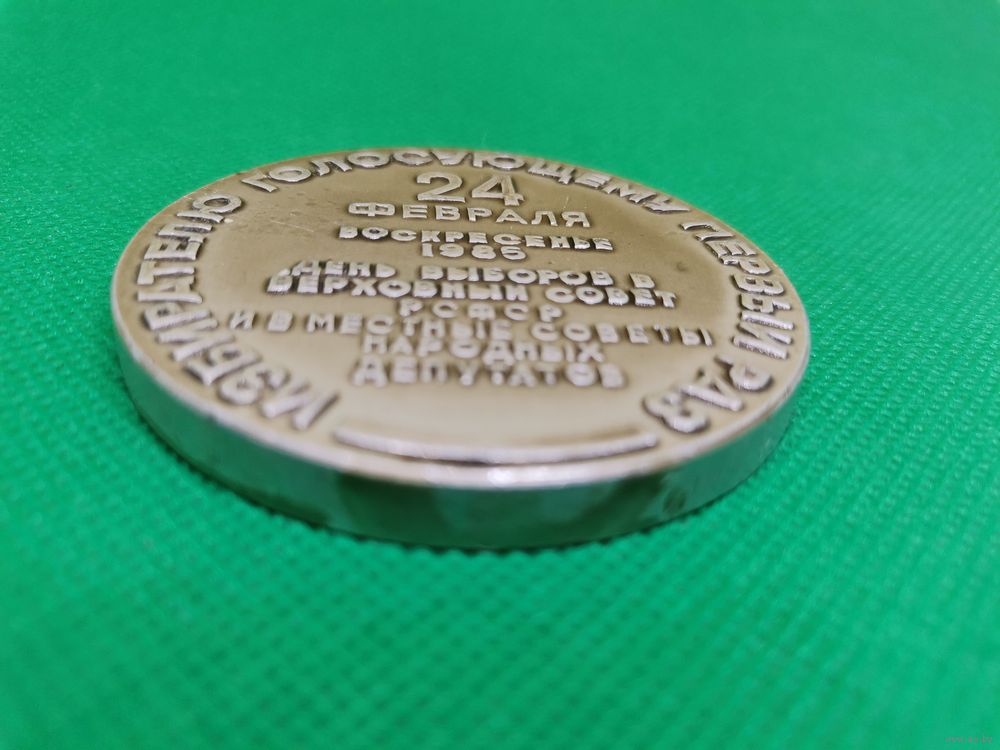 ИЗБИРАТЕЛЮ ГОЛОСУЮЩЕМУ ПЕРВЫЙ РАЗ
24
ФЕВРАЛЯ
ВОСКРЕСЕНЬЕ
1985
ДЕНЬ ВЫБОРОВ В
ВЕРХОВНЫЙ СОВЕТ
РСФСР
И В МЕСТНЫЕ СОВЕТЫ
НАРОДНЫХ
ДЕПУТАТОВ